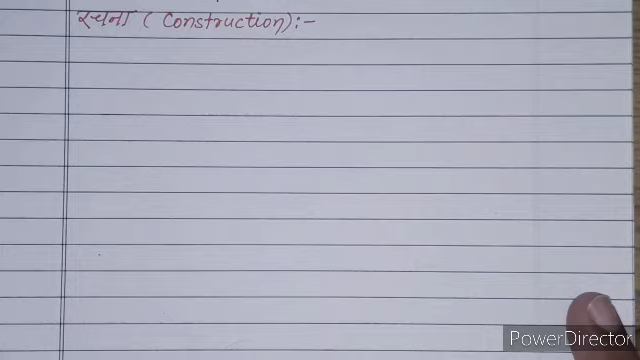 रचना ( Construction):-
PowerDirector